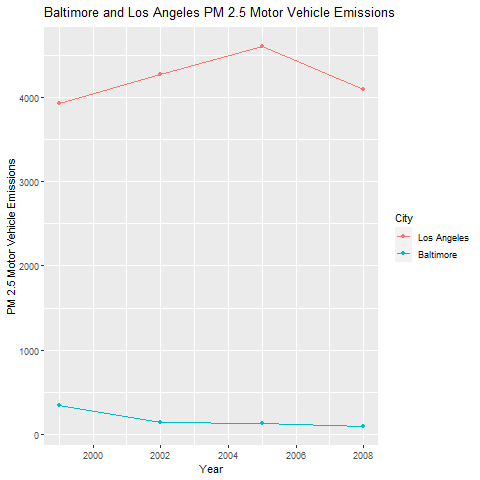 Baltimore and Los Angeles PM 2.5 Motor Vehicle Emissions
PM 2.5 Motor Vehicle Emissions
4000
3000
2000
1000
0
2000
2002
2004
2006
2008
Year
City
Los Angeles
Baltimore